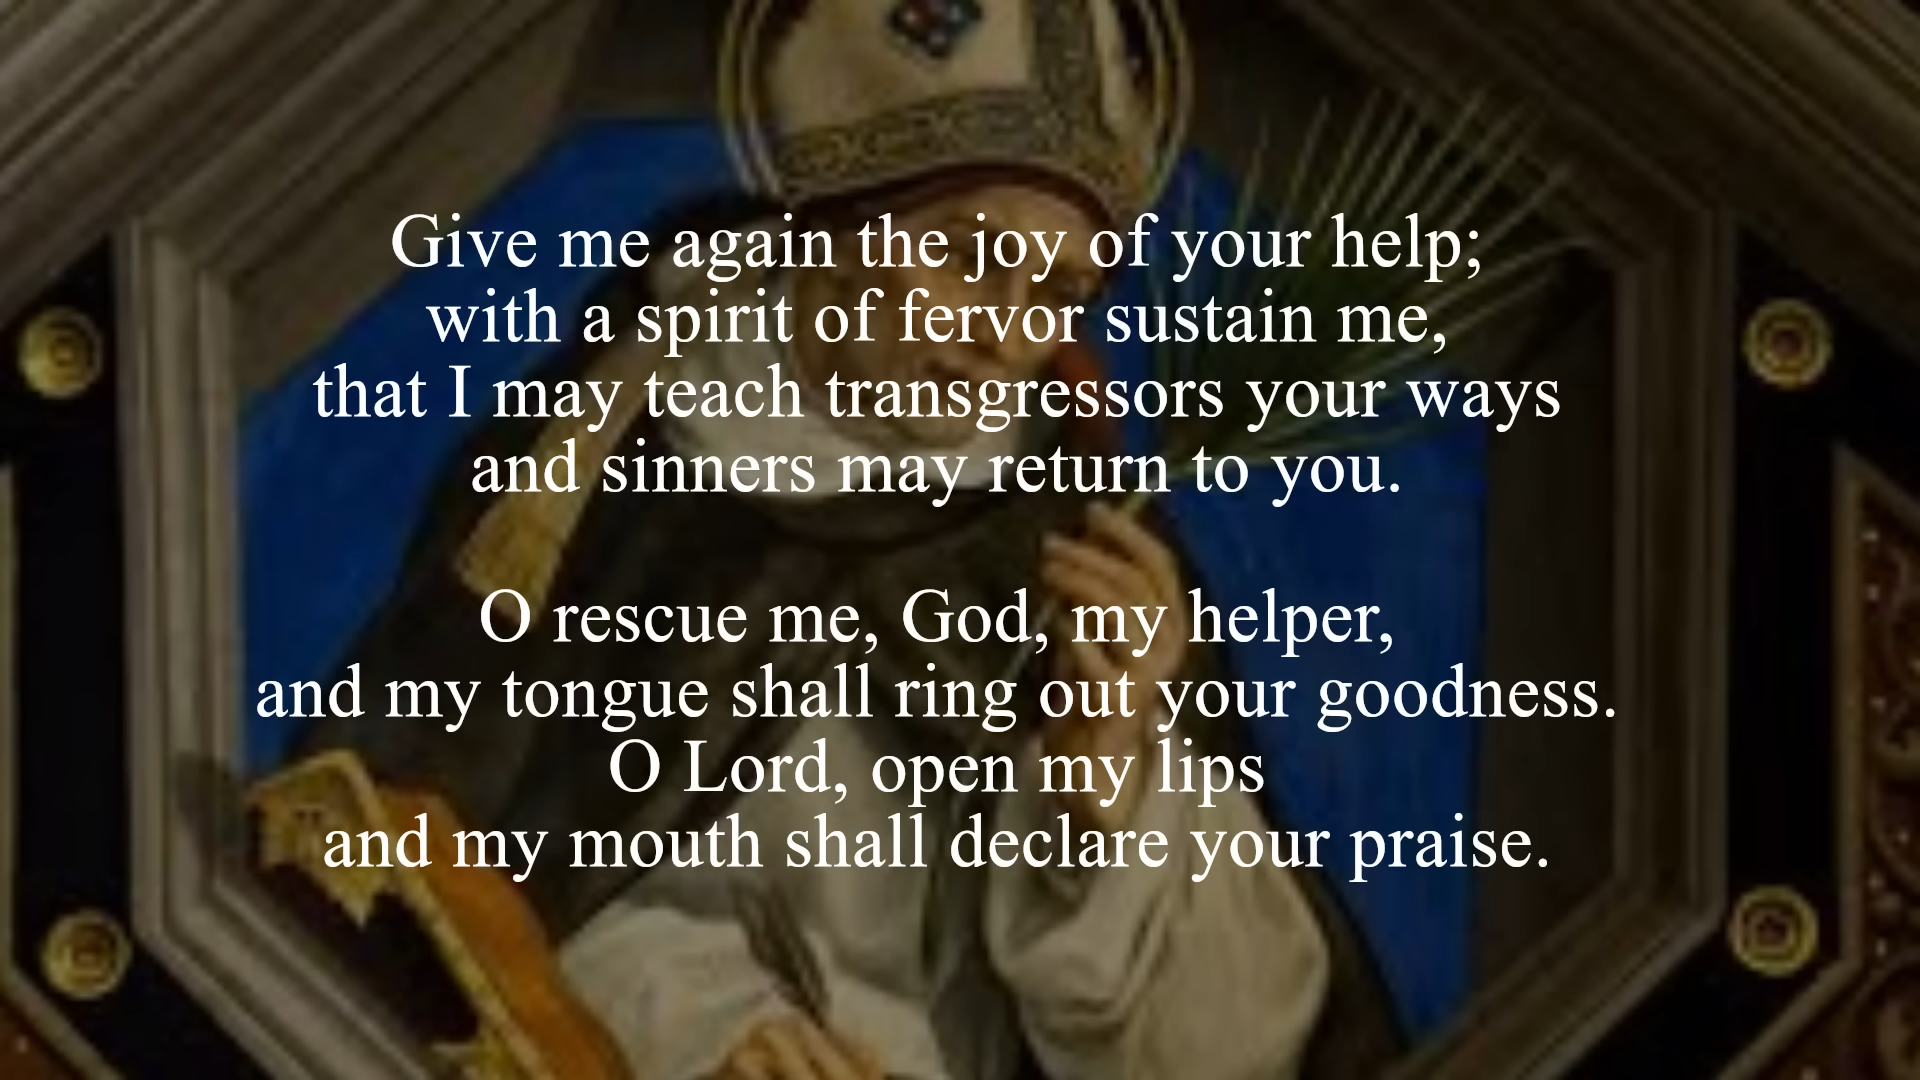 Give me again the joy of your help;
with a spirit of fervor sustain me,
that I may teach transgressors your ways
and sinners may return to you.
O rescue me, God, my helper,
and my tongue shall ring out your goodness.
O Lord, open my lips
and my mouth shall declare your praise.